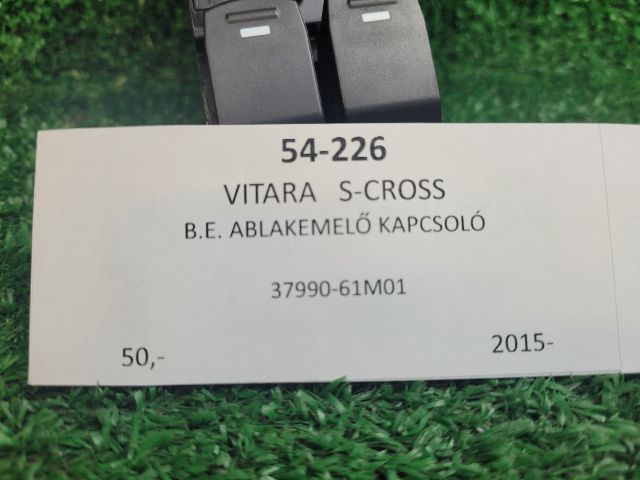 54-226
VITARA S-CROSS
B.E. ABLAKEMELŐ KAPCSOLÓ
37990-61M01
50,- 2015-